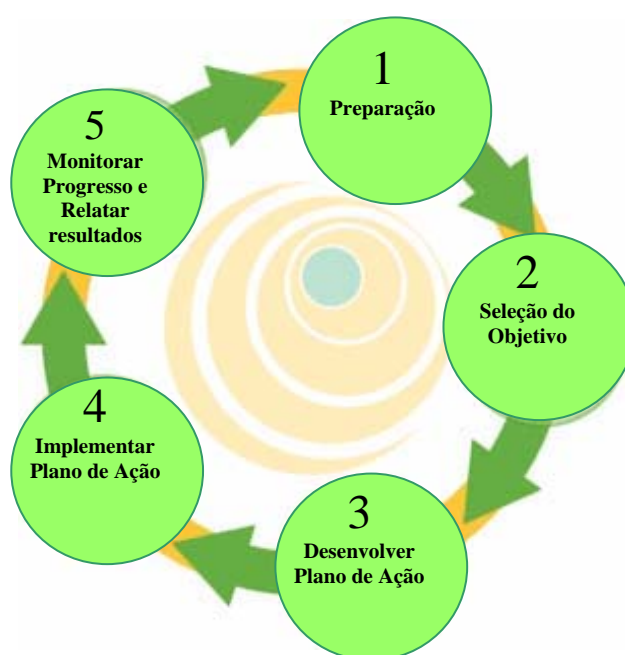 1
Preparação
2
Seleção do
Objetivo
3
Desenvolver
Plano de Ação
4
Implementar
Plano de Ação
5
Monitorar
Progresso e
Relatar
resultados